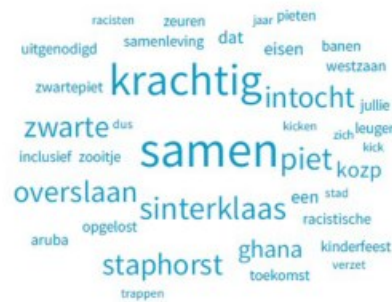 racisten zeuren jaar pieten
uitgenodigd samenleving dat eisen banen
zwartepiet krachtig intocht westzaan
jullie
zwarte dus samen kicken zich leugen
inclusief zooitje piet kozp kick
overslaan sinterklaas een stad
racistische
aruba opgelost ghana kinderfeest
staphorst toekomst verzet
trappen